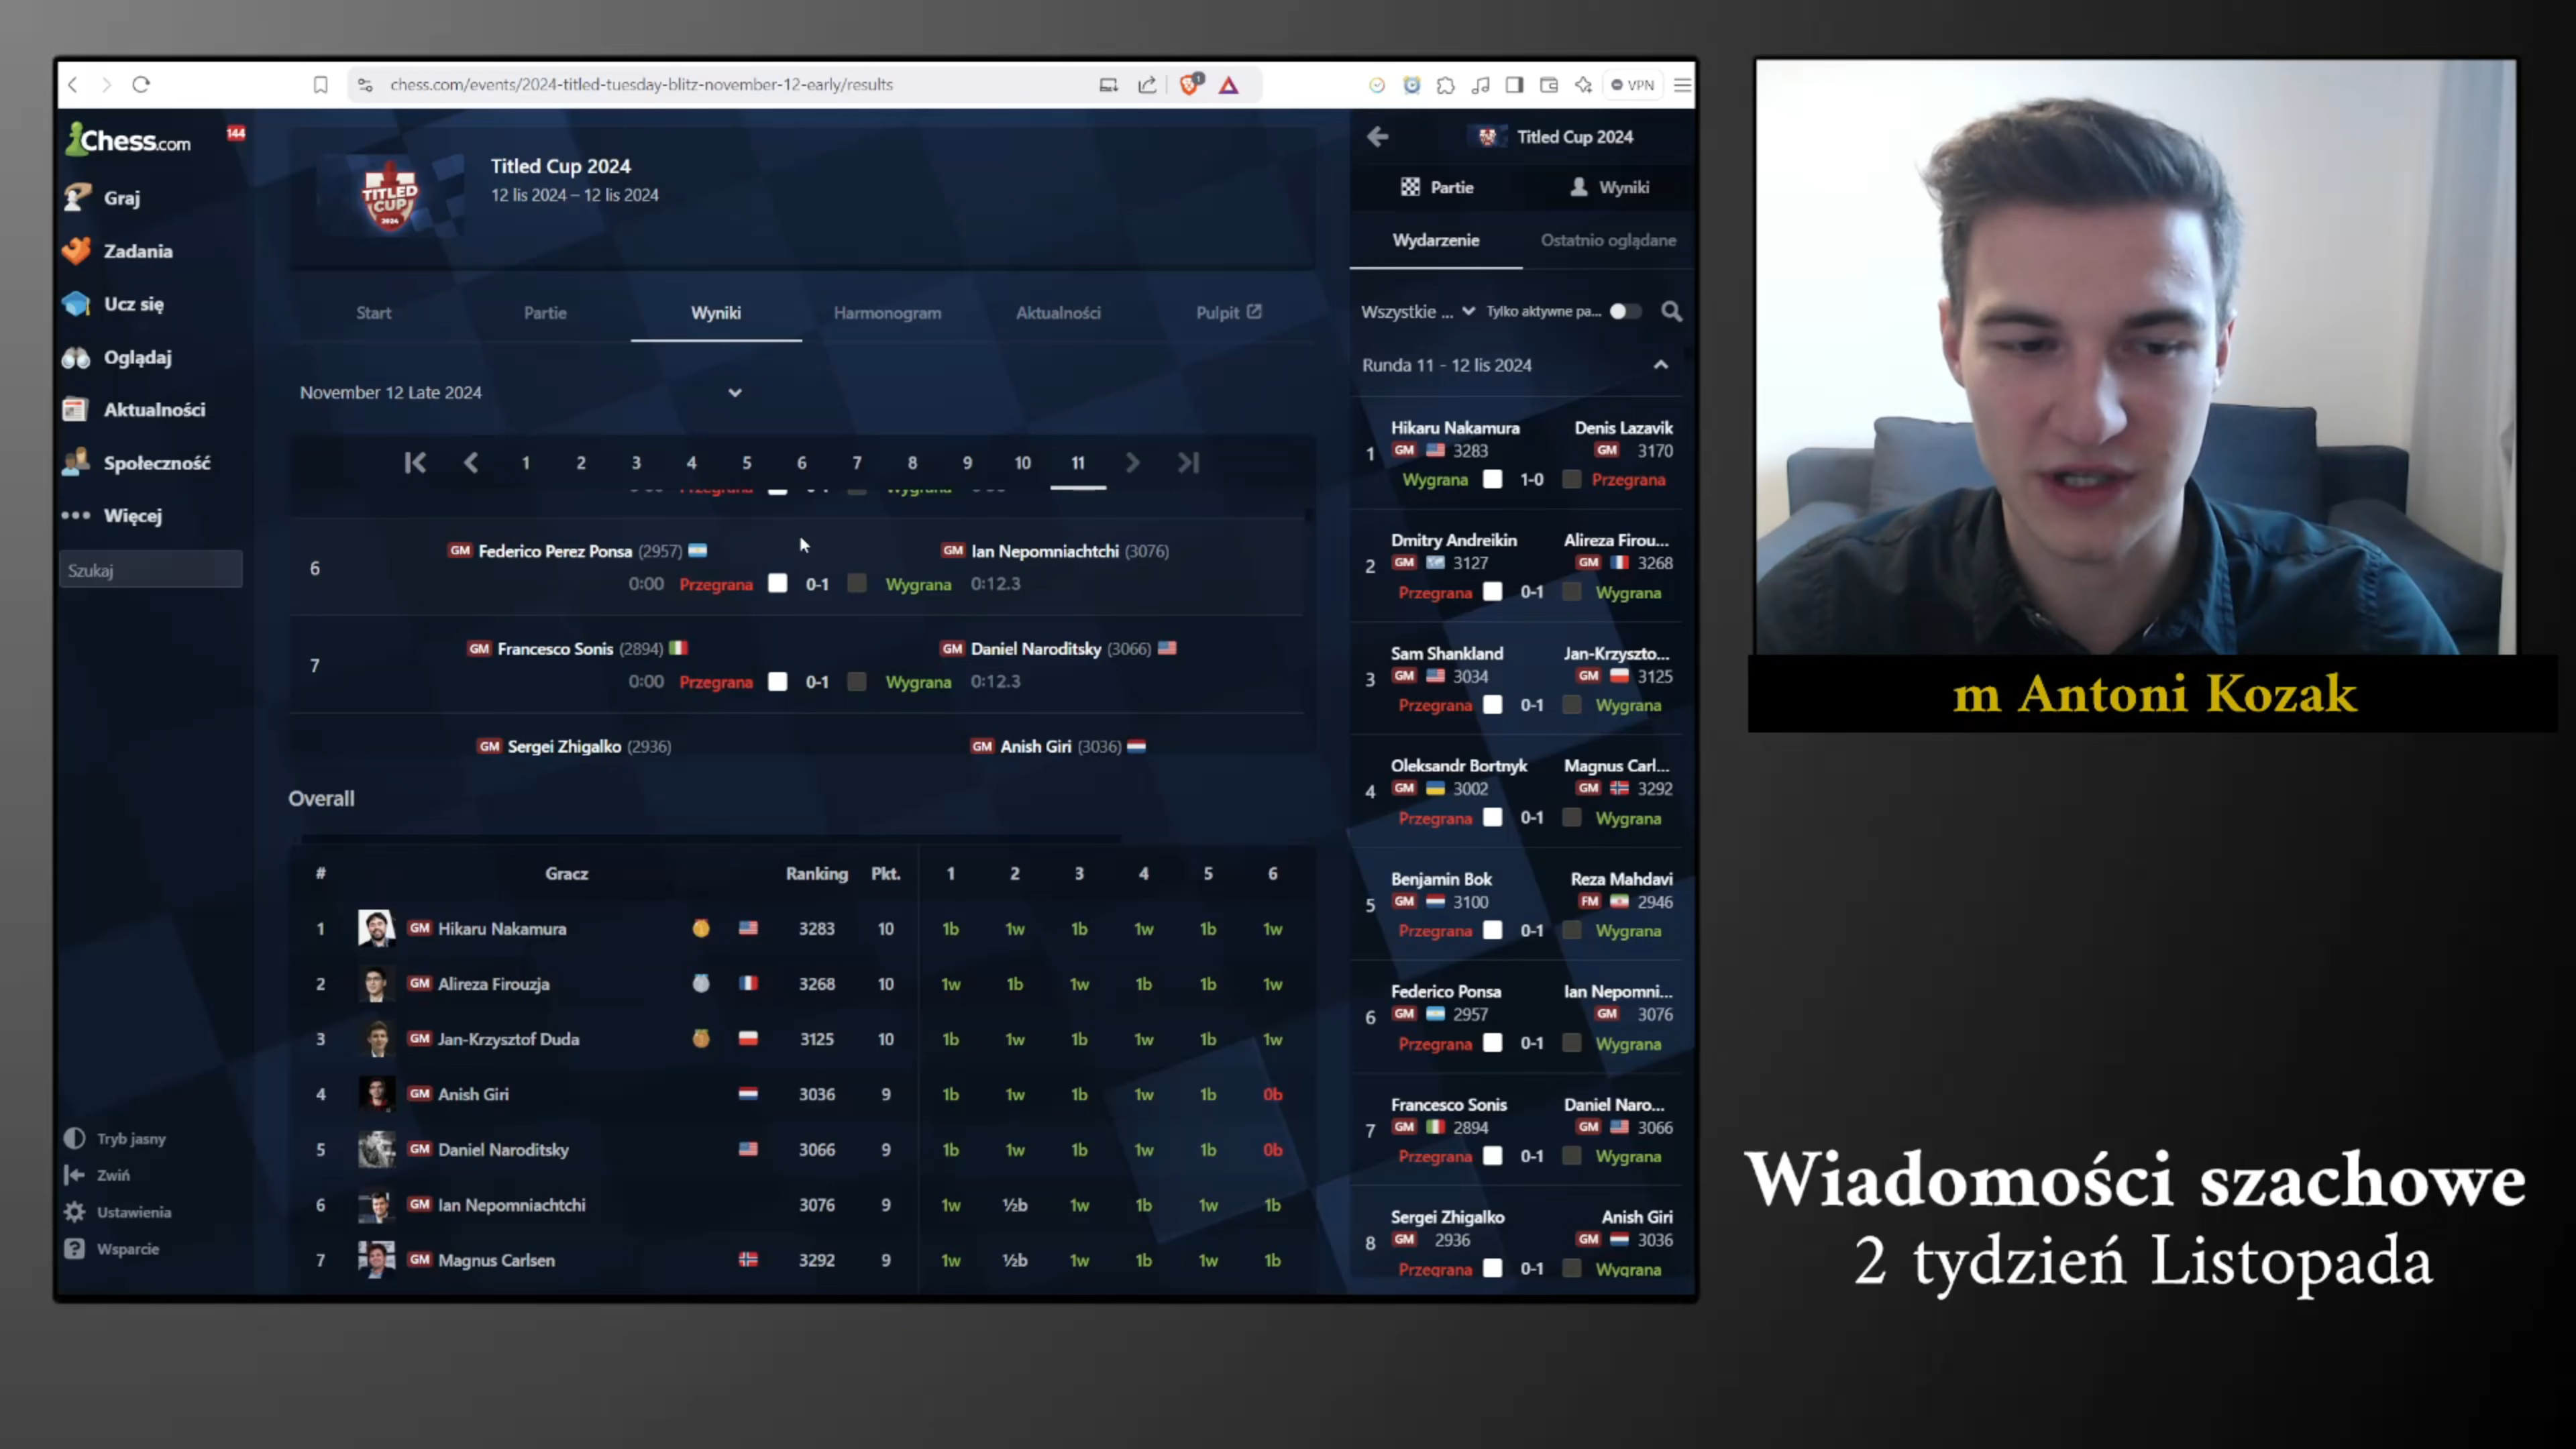 chess.com/events/2024-titled-tuesday-blitz-november-12-early/results
1
VPN
Chess.com
144
Graj
Zadania
Ucz się
Oglądaj
Aktualności
Społeczność
Więcej
Szukaj
Tryb jasny
Zwiń
Ustawienia
Wsparcie
TITLED CUP 2024
Titled Cup 2024
12 lis 2024 – 12 lis 2024
Start Partie Wyniki Harmonogram Aktualności Pulpit
November 12 Late 2024
1 2 3 4 5 6 7 8 9 10 11
Przegrana 0-1 Wygrana
6 GM Federico Perez Ponsa (2957) GM Ian Nepomniachtchi (3076)
0:00 Przegrana 0-1 Wygrana 0:12.3
7 GM Francesco Sonis (2894) GM Daniel Naroditsky (3066)
0:00 Przegrana 0-1 Wygrana 0:12.3
GM Sergei Zhigalko (2936) GM Anish Giri (3036)
Overall
# Gracz Ranking Pkt. 1 2 3 4 5 6
1 GM Hikaru Nakamura 3283 10 1b 1w 1b 1w 1b 1w
2 GM Alireza Firouzja 3268 10 1w 1b 1w 1b 1b 1w
3 GM Jan-Krzysztof Duda 3125 10 1b 1w 1b 1w 1b 1w
4 GM Anish Giri 3036 9 1b 1w 1b 1w 1b 0b
5 GM Daniel Naroditsky 3066 9 1b 1w 1b 1w 1b 0b
6 GM Ian Nepomniachtchi 3076 9 1w ½b 1w 1b 1w 1b
7 GM Magnus Carlsen 3292 9 1w ½b 1w 1b 1w 1b
Titled Cup 2024
Partie Wyniki
Wydarzenie Ostatnio oglądane
Wszystkie ... Tylko aktywne pa...
Runda 11 - 12 lis 2024
Hikaru Nakamura Denis Lazavik
1 GM 3283 GM 3170
Wygrana 1-0 Przegrana
Dmitry Andreikin Alireza Firou...
2 GM 3127 GM 3268
Przegrana 0-1 Wygrana
Sam Shankland Jan-Krzyszto...
3 GM 3034 GM 3125
Przegrana 0-1 Wygrana
Oleksandr Bortnyk Magnus Carl...
4 GM 3002 GM 3292
Przegrana 0-1 Wygrana
Benjamin Bok Reza Mahdavi
5 GM 3100 FM 2946
Przegrana 0-1 Wygrana
Federico Ponsa Ian Nepomni...
6 GM 2957 GM 3076
Przegrana 0-1 Wygrana
Francesco Sonis Daniel Naro...
7 GM 2894 GM 3066
Przegrana 0-1 Wygrana
Sergei Zhigalko Anish Giri
8 GM 2936 GM 3036
Przegrana 0-1 Wygrana
m Antoni Kozak
Wiadomości szachowe
2 tydzień Listopada